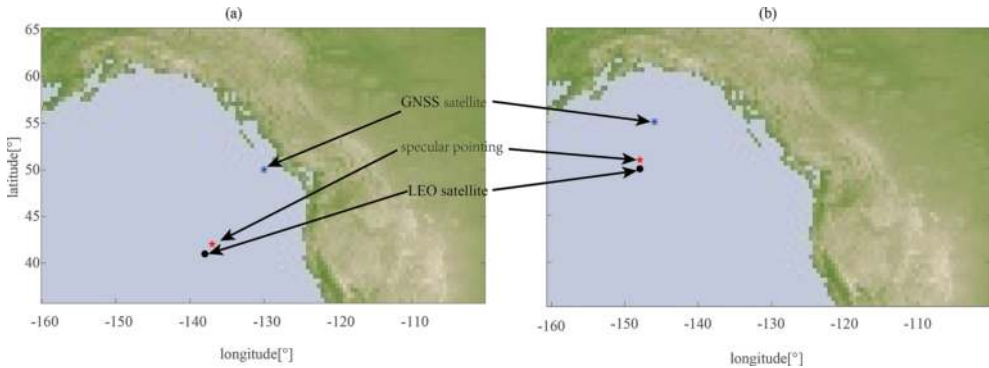 (a)
(b)
65
60
55
50
45
40
latitude[°]
GNSS satellite
specular pointing
LEO satellite
-160 -150 -140 -130 -120 -110
-160 -150 -140 -130 -120 -110
longitude[°]
longitude[°]